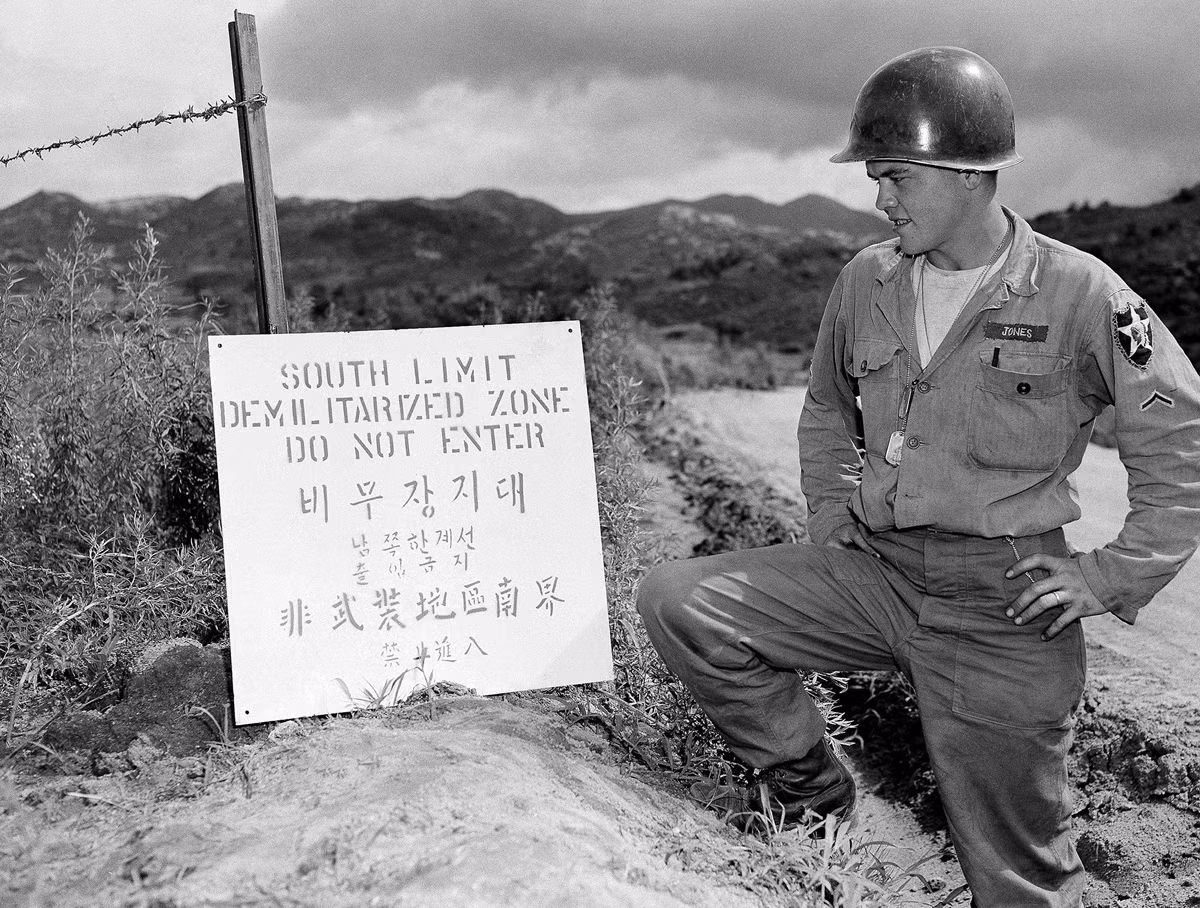 SOUTH LIMIT
DEMILITARIZED ZONE
DO NOT ENTER
비무장지대
남쪽한계선
출입금지
非武裝地區南界
禁止進入
JONES